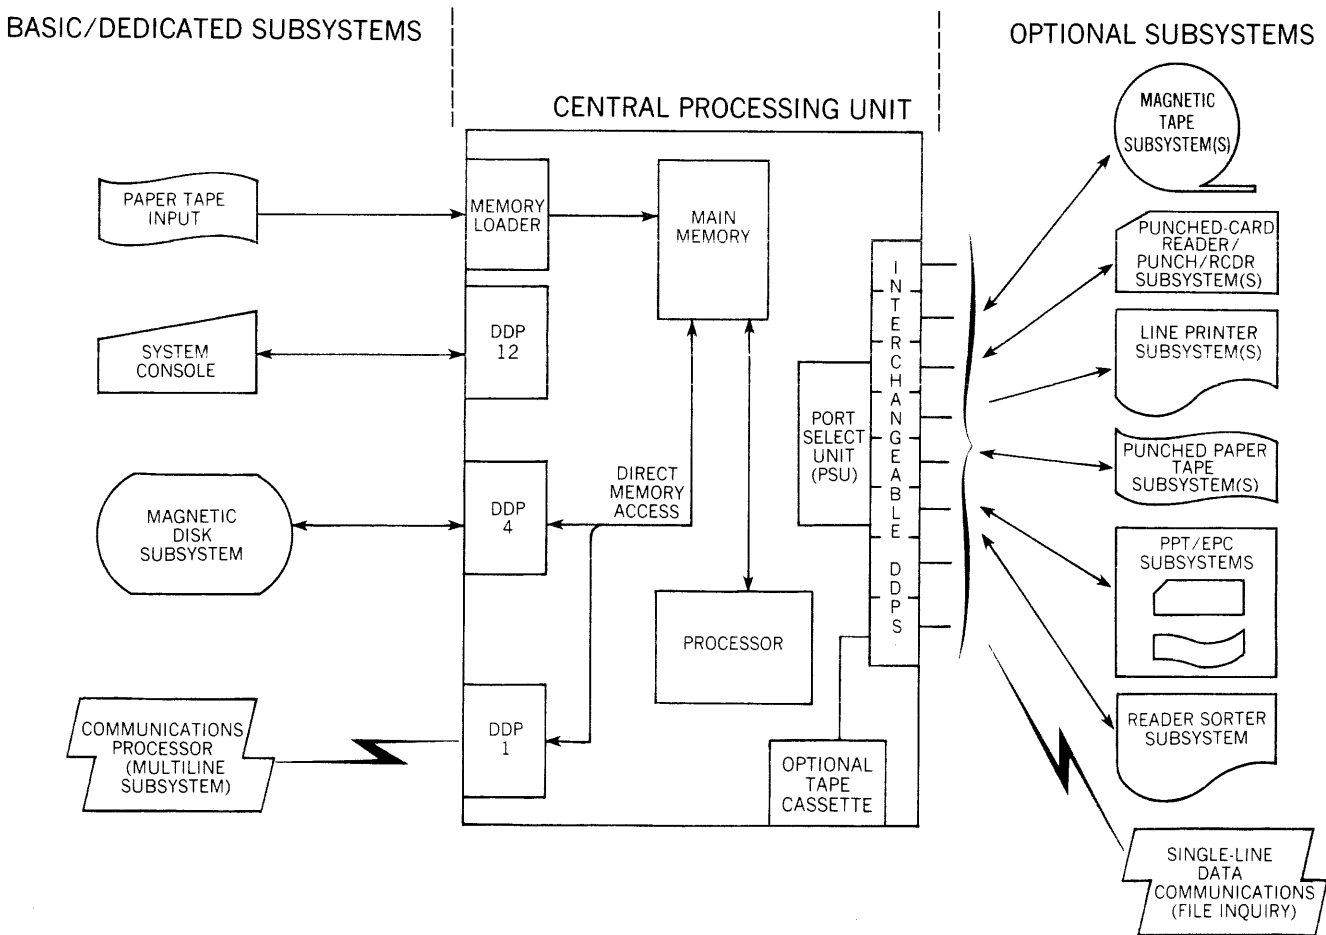 BASIC/DEDICATED SUBSYSTEMS
OPTIONAL SUBSYSTEMS
CENTRAL PROCESSING UNIT
PAPER TAPE
INPUT
SYSTEM
CONSOLE
MAGNETIC
DISK
SUBSYSTEM
COMMUNICATIONS
PROCESSOR
(MULTILINE
SUBSYSTEM)
MEMORY
LOADER
DDP
12
DDP
4
DDP
1
MAIN
MEMORY
DIRECT
MEMORY
ACCESS
PROCESSOR
PORT
SELECT
UNIT
(PSU)
INTERCHANGEABLE DDPS
OPTIONAL
TAPE
CASSETTE
MAGNETIC
TAPE
SUBSYSTEM(S)
PUNCHED-CARD
READER/
PUNCH/RCDR
SUBSYSTEM(S)
LINE PRINTER
SUBSYSTEM(S)
PUNCHED PAPER
TAPE
SUBSYSTEM(S)
PPT/EPC
SUBSYSTEMS
READER SORTER
SUBSYSTEM
SINGLE-LINE
DATA
COMMUNICATIONS
(FILE INQUIRY)